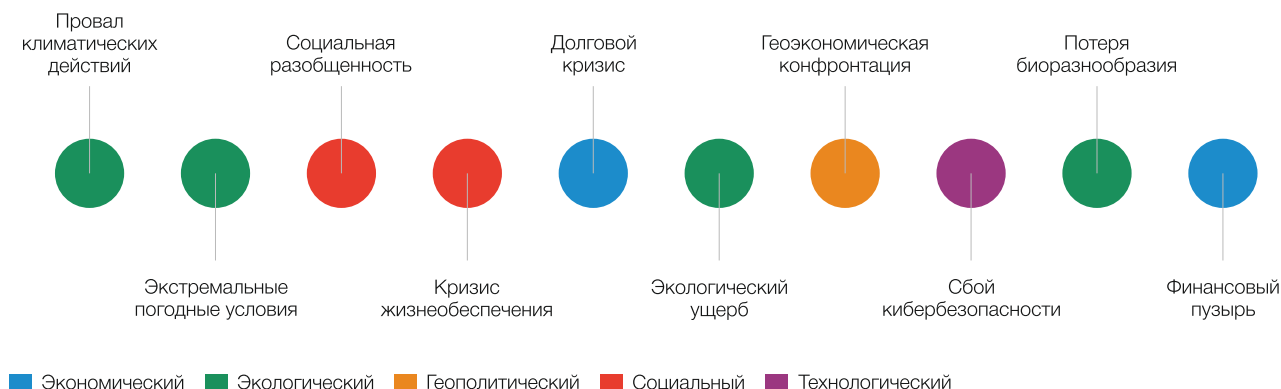 Провал
климатических
действий
Социальная
разобщенность
Долговой
кризис
Геоэкономическая
конфронтация
Потеря
биоразнообразия
Экстремальные
погодные условия
Кризис
жизнеобеспечения
Экологический
ущерб
Сбой
кибербезопасности
Финансовый
пузырь
Экономический
Экологический
Геополитический
Социальный
Технологический